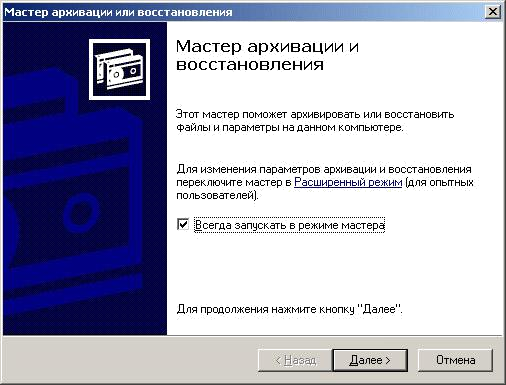 Мастер архивации или восстановления
Мастер архивации и
восстановления
Этот мастер поможет архивировать или восстановить
файлы и параметры на данном компьютере.
Для изменения параметров архивации и восстановления
переключите мастер в Расширенный режим (для опытных
пользователей).
Всегда запускать в режиме мастера
Для продолжения нажмите кнопку "Далее".
< Назад Далее > Отмена